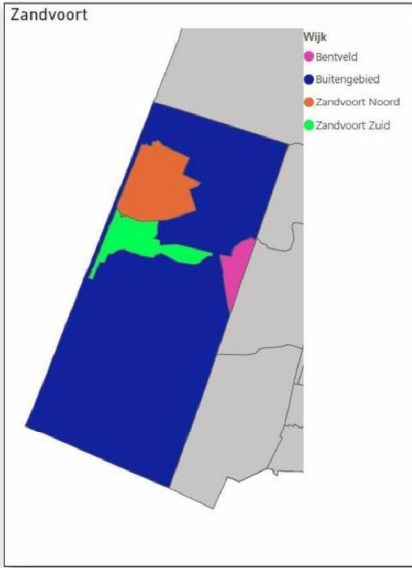 Zandvoort
Wijk
Bentveld
Buitengebied
Zandvoort Noord
Zandvoort Zuid